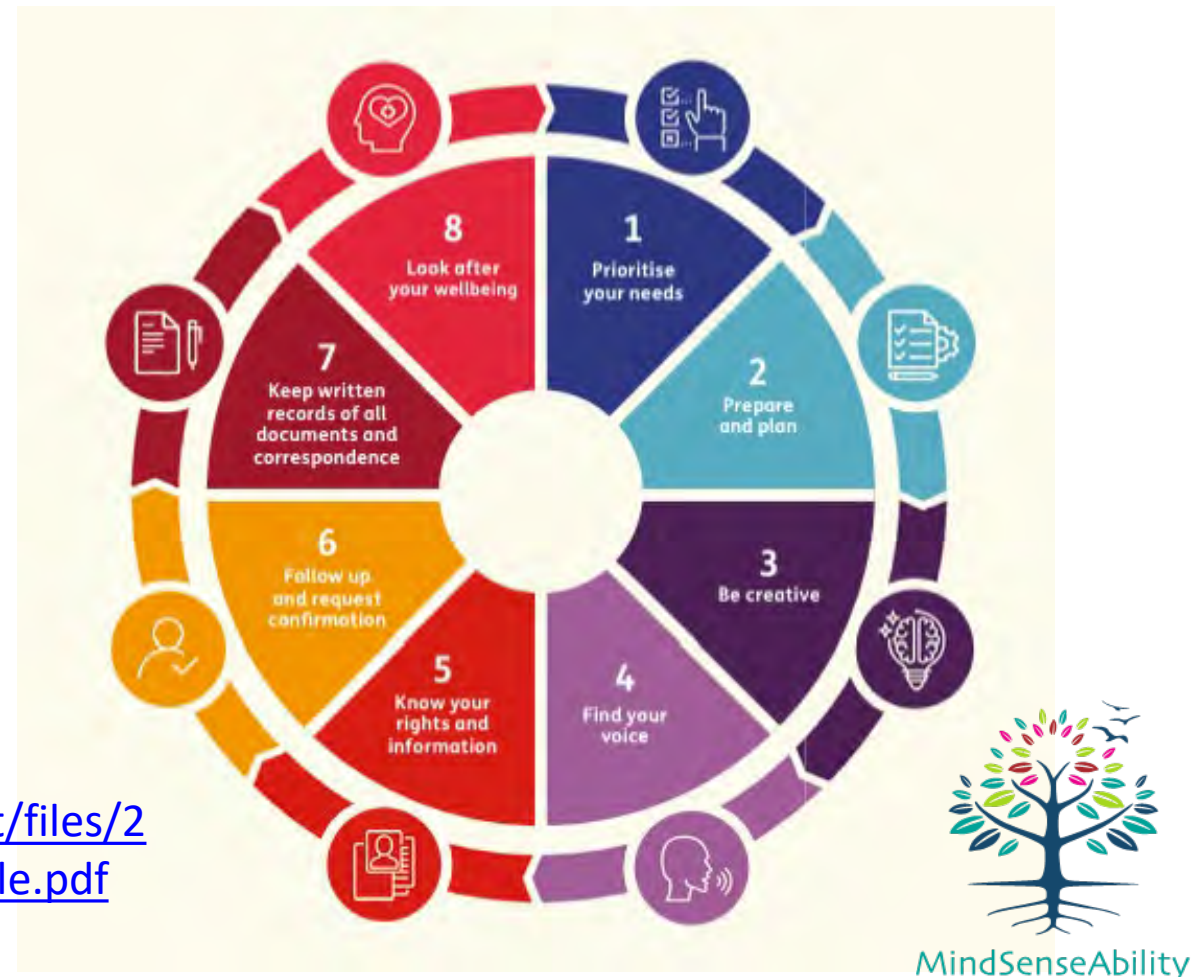 1
Prioritise
your needs
2
Prepare
and plan
3
Be creative
4
Find your
voice
5
Know your
rights and
information
6
Follow up
and request
confirmation
7
Keep written
records of all
documents and
correspondence
8
Look after
your wellbeing
t/files/2
le.pdf
MindSenseAbility